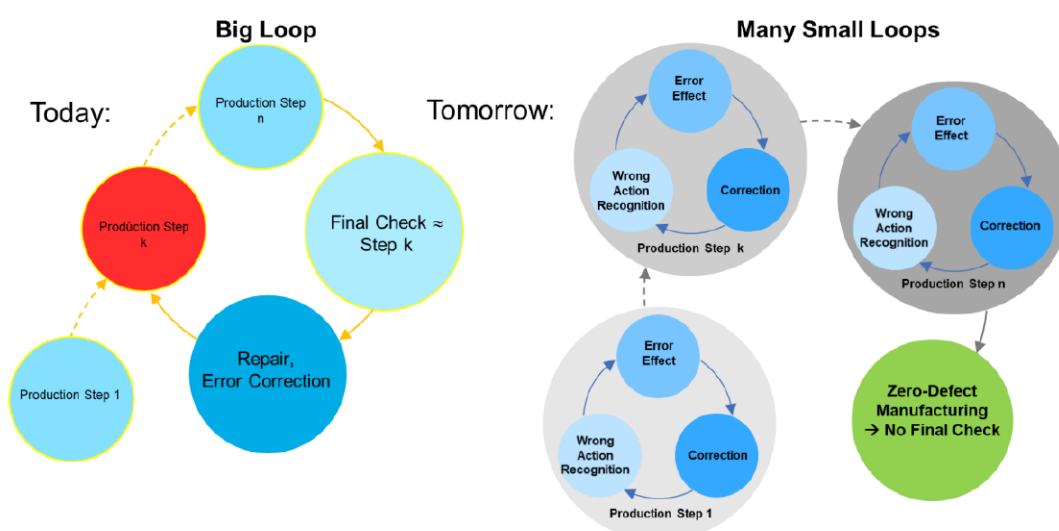 Big Loop
Today:
Production Step
n
Production Step
k
Final Check ≈
Step k
Repair,
Error Correction
Production Step 1
Many Small Loops
Tomorrow:
Error
Effect
Wrong
Action
Recognition
Correction
Production Step k
Error
Effect
Wrong
Action
Recognition
Correction
Production Step n
Error
Effect
Wrong
Action
Recognition
Correction
Production Step 1
Zero-Defect
Manufacturing
→ No Final Check